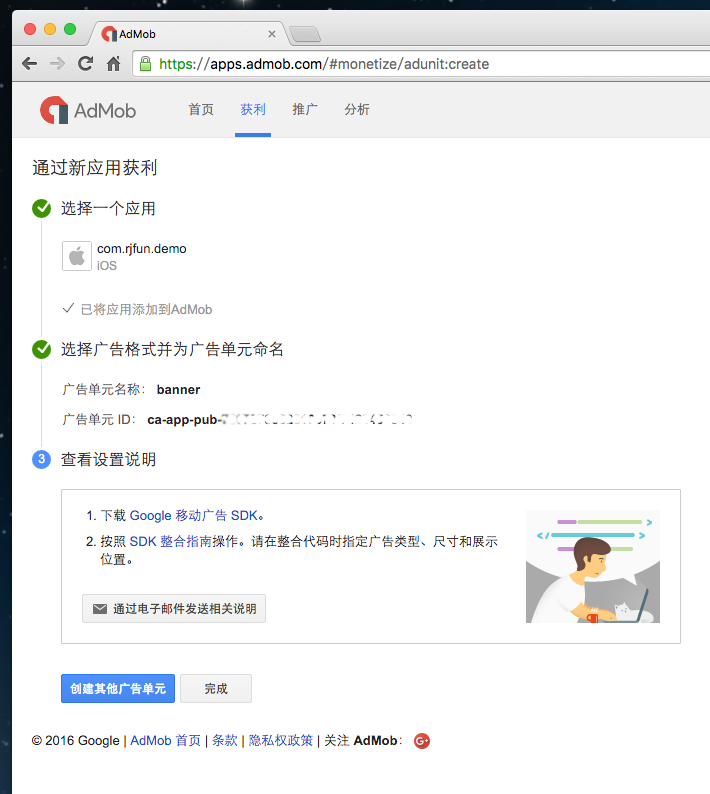 AdMob
https://apps.admob.com/#monetize/adunit:create
AdMob 首页 获利 推广 分析
通过新应用获利
选择一个应用
com.rjfun.demo
iOS
已将应用添加到AdMob
选择广告格式并为广告单元命名
广告单元名称： banner
广告单元 ID： ca-app-pub-
3 查看设置说明
1. 下载 Google 移动广告 SDK。
2. 按照 SDK 整合指南操作。请在整合代码时指定广告类型、尺寸和展示
位置。
通过电子邮件发送相关说明
创建其他广告单元 完成
© 2016 Google | AdMob 首页 | 条款 | 隐私权政策 | 关注 AdMob： G+